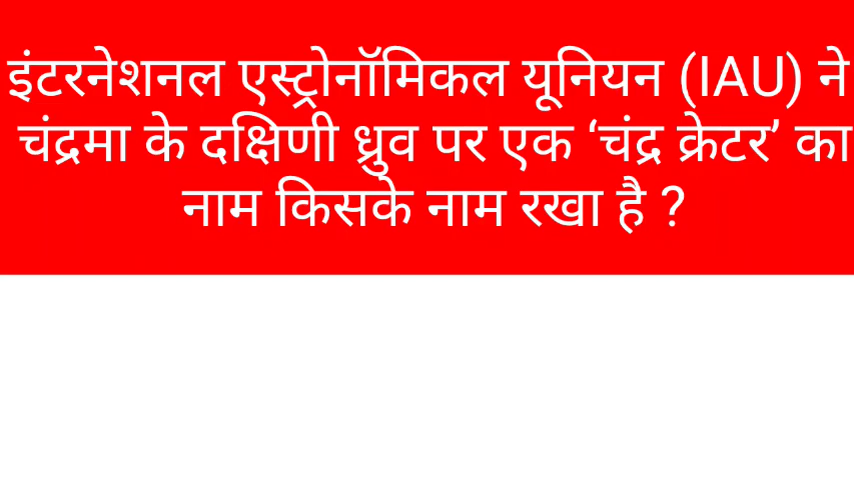 इंटरनेशनल एस्ट्रोनॉमिकल यूनियन (IAU) ने
चंद्रमा के दक्षिणी ध्रुव पर एक ‘चंद्र क्रेटर’ का
नाम किसके नाम रखा है ?